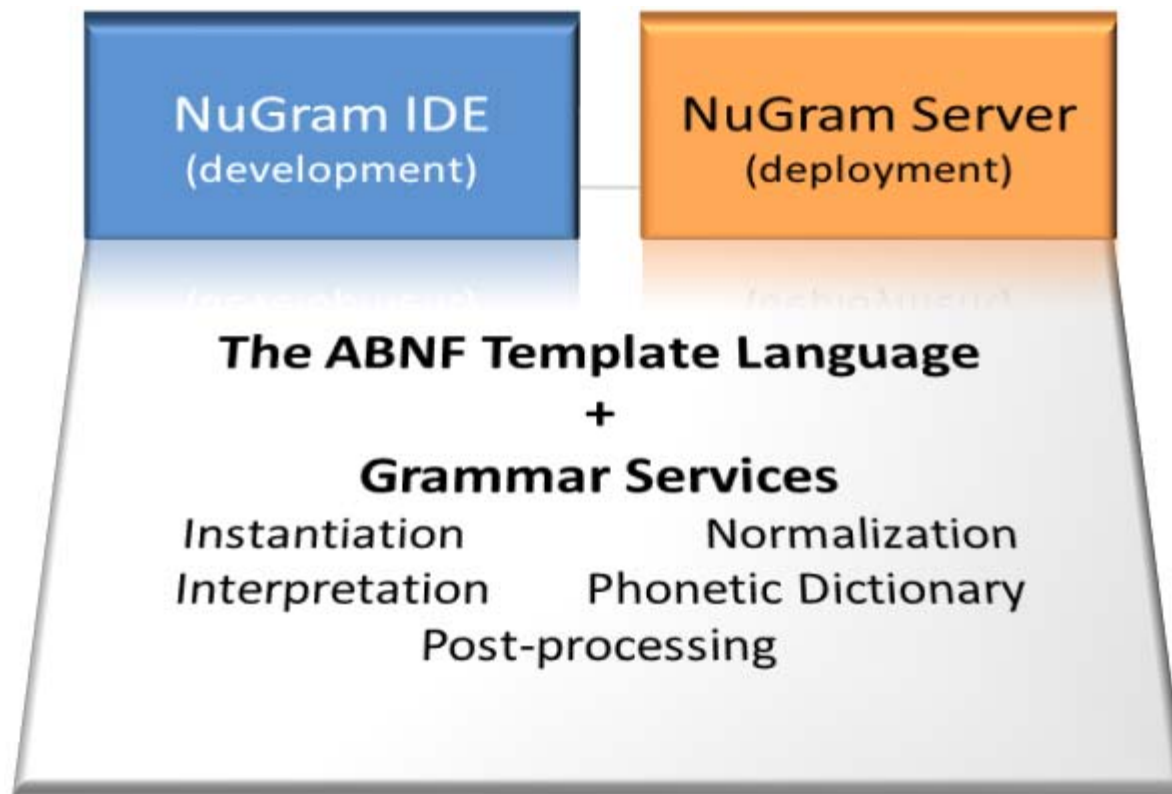 NuGram IDE
(development)
NuGram Server
(deployment)
The ABNF Template Language
+
Grammar Services
Instantiation Normalization
Interpretation Phonetic Dictionary
Post-processing